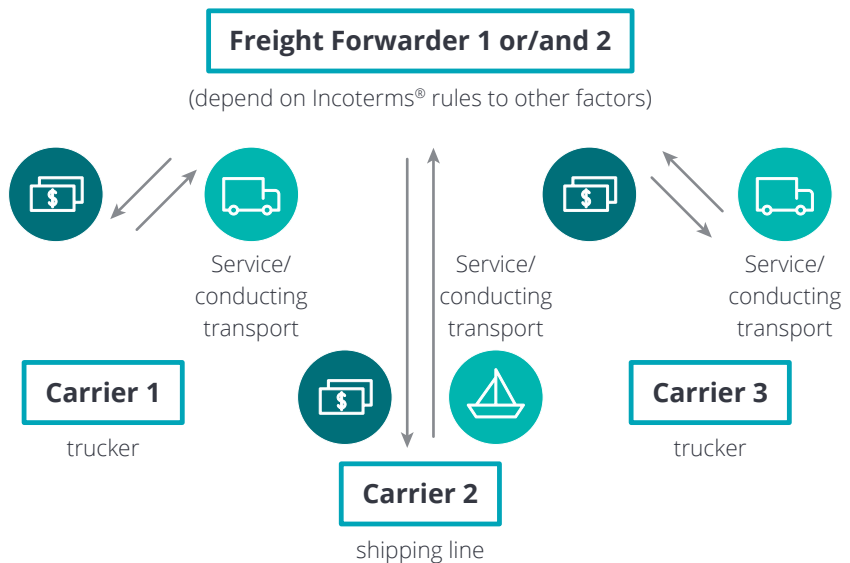 Freight Forwarder 1 or/and 2
(depend on Incoterms® rules to other factors)
$
$
Service/
conducting
transport
Service/
conducting
transport
Service/
conducting
transport
Carrier 1
trucker
$
Carrier 3
trucker
Carrier 2
shipping line